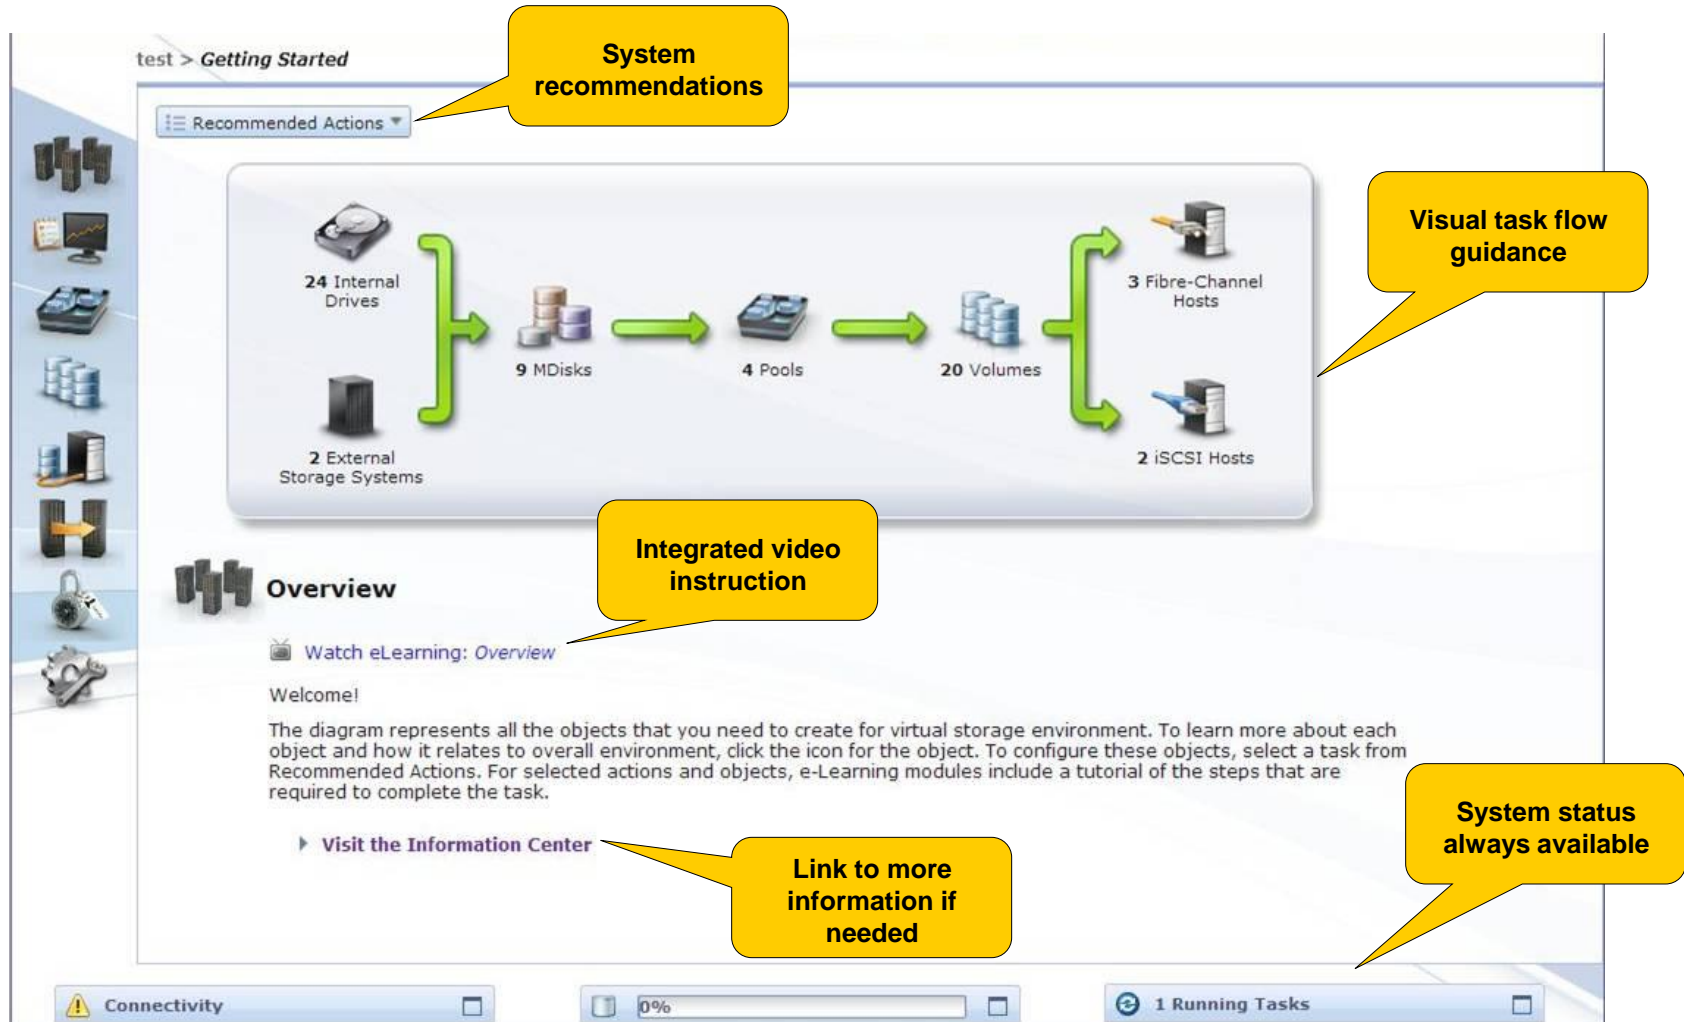 System
recommendations
test > Getting Started
Recommended Actions
Visual task flow
guidance
24 Internal
Drives
3 Fibre-Channel
Hosts
9 MDisks
4 Pools
20 Volumes
2 External
Storage Systems
2 iSCSI Hosts
Integrated video
instruction
Overview
Watch eLearning: Overview
Welcome!
The diagram represents all the objects that you need to create for virtual storage environment. To learn more about each
object and how it relates to overall environment, click the icon for the object. To configure these objects, select a task from
Recommended Actions. For selected actions and objects, e-Learning modules include a tutorial of the steps that are
required to complete the task.
System status
always available
Visit the Information Center
Link to more
information if
needed
Connectivity
0%
1 Running Tasks